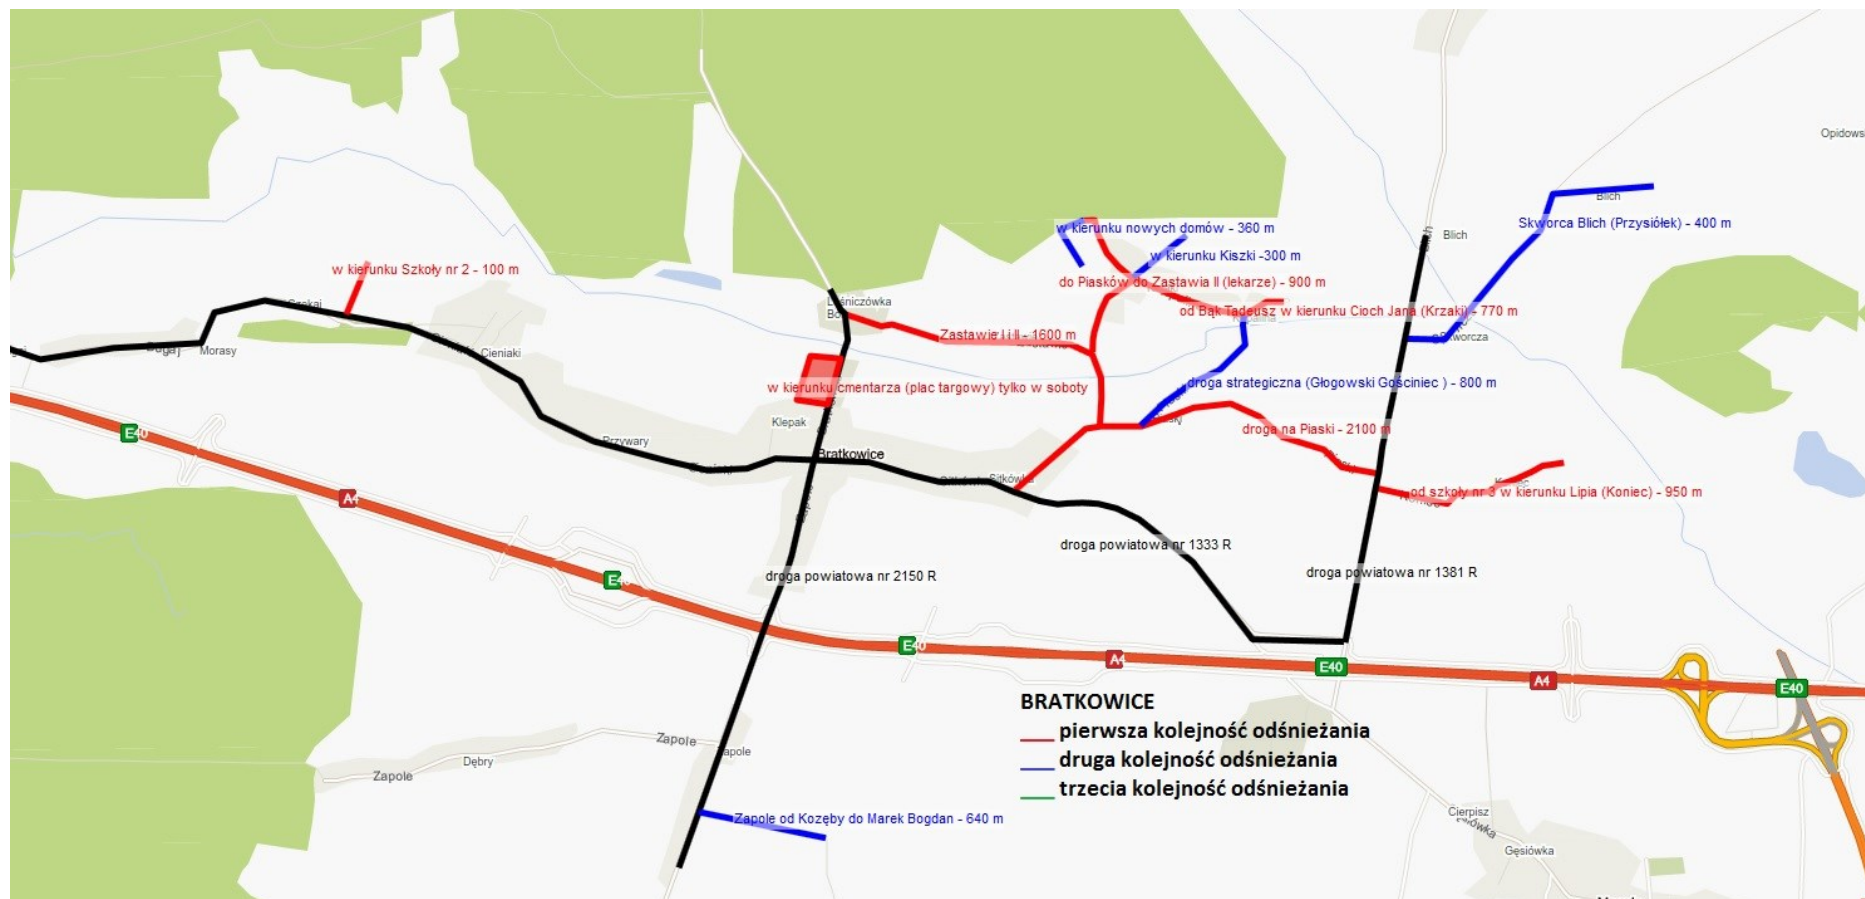 Opidows
Blich
Skworca Blich (Przysiółek) - 400 m
w kierunku nowych domów - 360 m
Blich
w kierunku Kiszki -300 m
w kierunku Szkoły nr 2 - 100 m
do Piasków do Zastawia II (lekarze) - 900 m
Leśniczówka
od Bąk Tadeusz w kierunku Cioch Jana (Krzaki) - 770 m
Zastawie I i II - 1600 m
Morasy
Cieniaki
droga strategiczna (Głogowski Gościniec ) - 800 m
w kierunku cmentarza (plac targowy) tylko w soboty
Klepak
droga na Piaski - 2100 m
E40
Przywary
Bratkowice
Sitkówka
od szkoły nr 3 w kierunku Lipia (Koniec) - 950 m
A4
droga powiatowa nr 1333 R
droga powiatowa nr 2150 R
droga powiatowa nr 1381 R
E40
E40
A4
E40
A4
E40
BRATKOWICE
pierwsza kolejność odśnieżania
druga kolejność odśnieżania
trzecia kolejność odśnieżania
Zapole
Zapole
Dębry
Zapole
Zapole od Kozęby do Marek Bogdan - 640 m
Cierpisz
Gęsiówka